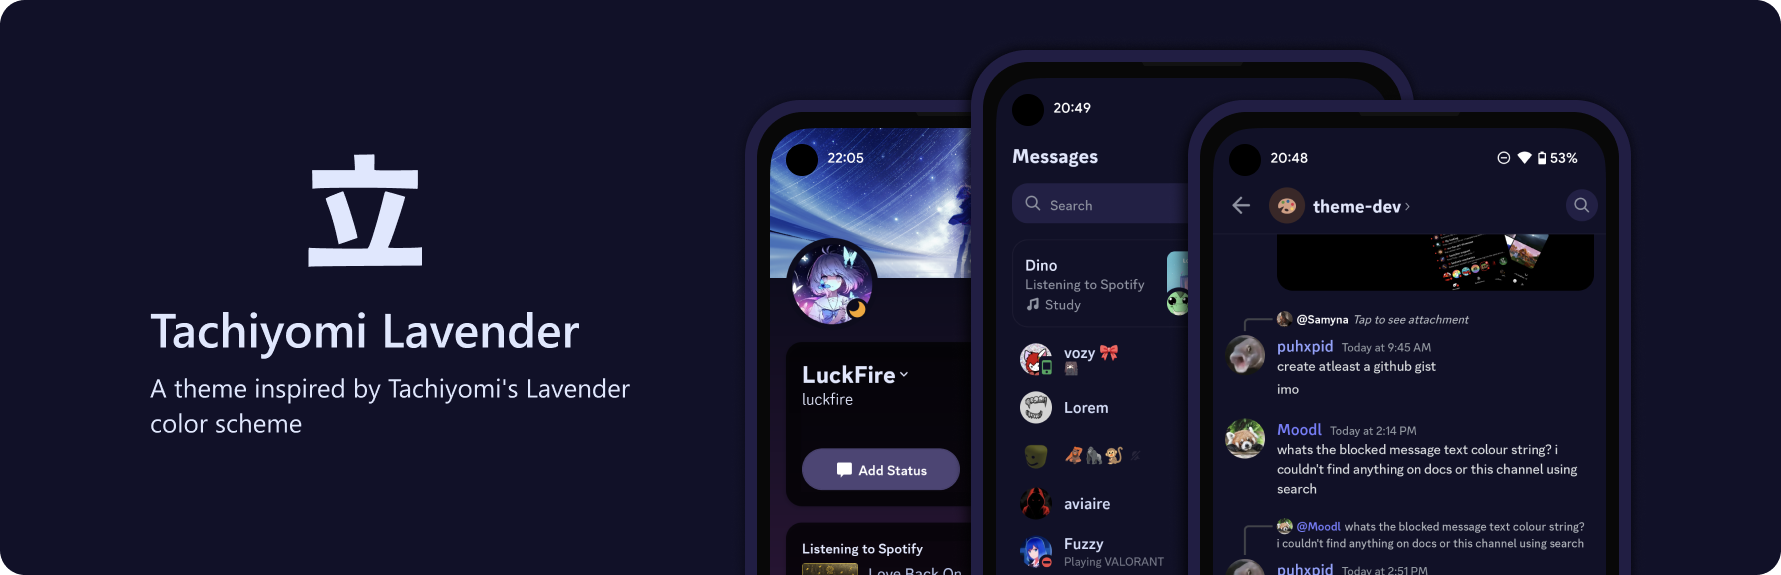 立
Tachiyomi Lavender
A theme inspired by Tachiyomi's Lavender
color scheme
22:05
LuckFire
luckfire
Add Status
Listening to Spotify
Love Back On
20:49
Messages
Search
Dino
Listening to Spotify
Study
vozy
Lorem
aviaire
Fuzzy
Playing VALORANT
20:48
53%
theme-dev
@Samyna Tap to see attachment
puhxpid Today at 9:45 AM
create atleast a github gist
imo
Moodl Today at 2:14 PM
whats the blocked message text colour string? i
couldn't find anything on docs or this channel using
search
@Moodl whats the blocked message text colour string?
i couldn't find anything on docs or this channel using search
puhxpid Today at 2:51 PM